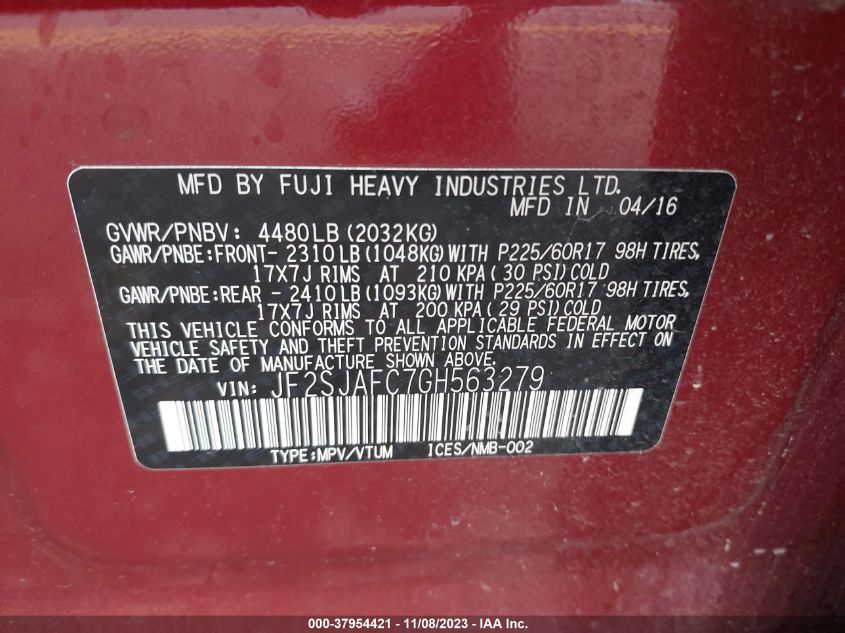 MFD BY FUJI HEAVY INDUSTRIES LTD.
MFD IN 04/16
GVWR/PNBV: 4480LB (2032KG)
GAWR/PNBE:FRONT- 2310LB (1048KG) WITH P225/60R17 98H TIRES,
17X7J RIMS AT 210 KPA ( 30 PSI) COLD
GAWR/PNBE:REAR - 2410LB (1093KG) WITH P225/60R17 98H TIRES,
17X7J RIMS AT 200 KPA ( 29 PSI) COLD
THIS VEHICLE CONFORMS TO ALL APPLICABLE FEDERAL MOTOR
VEHICLE SAFETY AND THEFT PREVENTION STANDARDS IN EFFECT ON
THE DATE OF MANUFACTURE SHOWN ABOVE.
VIN: JF2SJAFC7GH563279
TYPE:MPV/VTUM ICES/NMB-002
000-37954421 - 11/08/2023 - IAA Inc.